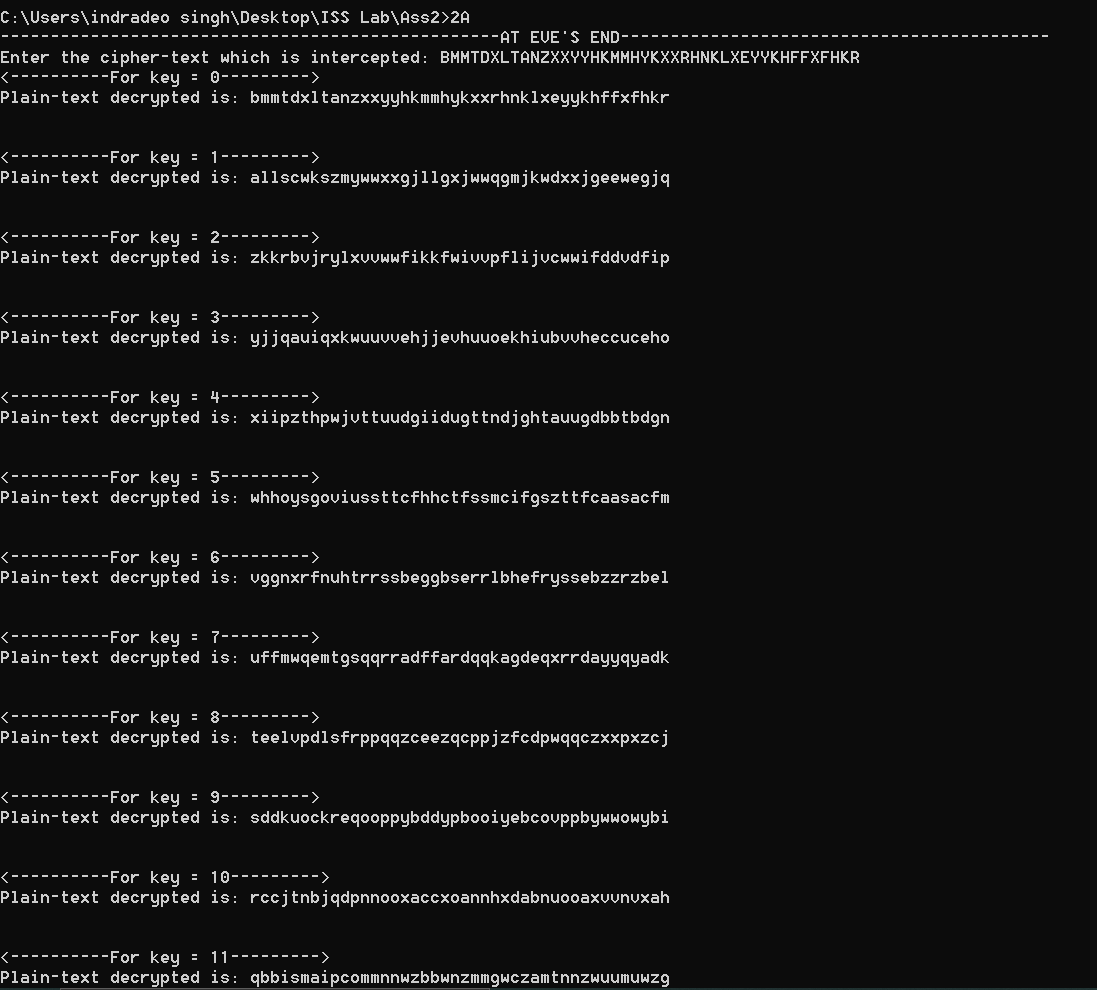 C:\Users\indradeo singh\Desktop\ISS Lab\Ass2>2A
--------------------------------------------------AT EVE'S END-------------------------------------------
Enter the cipher-text which is intercepted: BMMTDXLTANZXXYYHKMMHYKXXRHNKLXEYYKHFFXFHKR
<----------For key = 0--------->
Plain-text decrypted is: bmmtdxltanzxxyyhkmmhykxxrhnklxeyykhffxfhkr
<----------For key = 1--------->
Plain-text decrypted is: allscwkszmywwxxgjllgxjwwqgmjkwdxxjgeewegjq
<----------For key = 2--------->
Plain-text decrypted is: zkkrbvjrylxvvwwfikkfwivvpflijvcwwifddvdfip
<----------For key = 3--------->
Plain-text decrypted is: yjjqauiqxkwuuvvehjjevhuuoekhiubvvheccuceho
<----------For key = 4--------->
Plain-text decrypted is: xiipzthpwjvttuudgiidugttndjghtauugdbbtbdgn
<----------For key = 5--------->
Plain-text decrypted is: whhoysgoviussttcfhhctfssmcifgszttfcaasacfm
<----------For key = 6--------->
Plain-text decrypted is: vggnxrfnuhtrrssbeggbserrlbhefryssebzzrzbel
<----------For key = 7--------->
Plain-text decrypted is: uffmwqemtgsqqrradffardqqkagdeqxrrdayyqyadk
<----------For key = 8--------->
Plain-text decrypted is: teelvpdlsfrppqqzceezqcppjzfcdpwqqczxxpxzcj
<----------For key = 9--------->
Plain-text decrypted is: sddkuockreqooppybddypbooiyebcovppbywwowybi
<----------For key = 10--------->
Plain-text decrypted is: rccjtnbjqdpnnooxaccxoannhxdabnuooaxvvnvxah
<----------For key = 11--------->
Plain-text decrypted is: qbbismaipcommnnwzbbwnzmmgwczamtnnzwuumuwzg